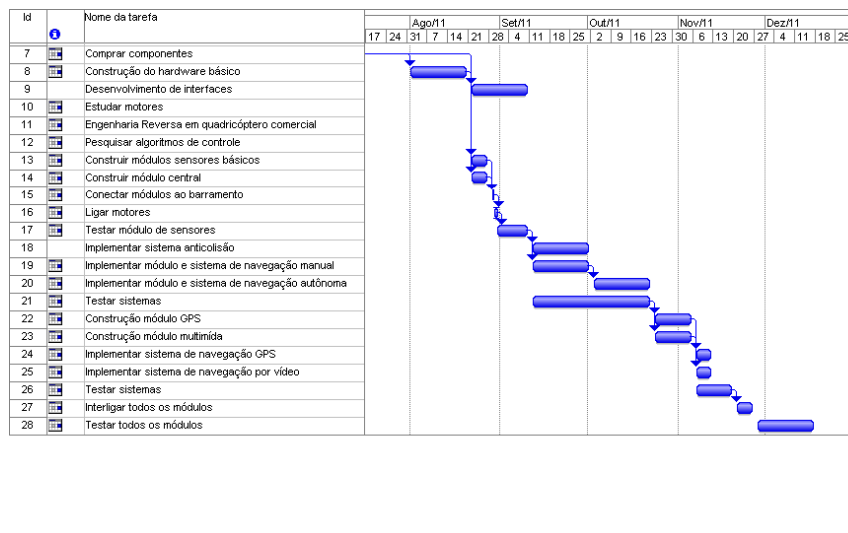 Id Nome da tarefa Ago/11 Set/11 Out/11 Nov/11 Dez/11
17 24 31 7 14 21 28 4 11 18 25 2 9 16 23 30 6 13 20 27 4 11 18 25
7 Comprar componentes
8 Construção do hardware básico
9 Desenvolvimento de interfaces
10 Estudar motores
11 Engenharia Reversa em quadricóptero comercial
12 Pesquisar algoritmos de controle
13 Construir módulos sensores básicos
14 Construir módulo central
15 Conectar módulos ao barramento
16 Ligar motores
17 Testar módulo de sensores
18 Implementar sistema anticolisão
19 Implementar módulo e sistema de navegação manual
20 Implementar módulo e sistema de navegação autônoma
21 Testar sistemas
22 Construção módulo GPS
23 Construção módulo multimída
24 Implementar sistema de navegação GPS
25 Implementar sistema de navegação por vídeo
26 Testar sistemas
27 Interligar todos os módulos
28 Testar todos os módulos